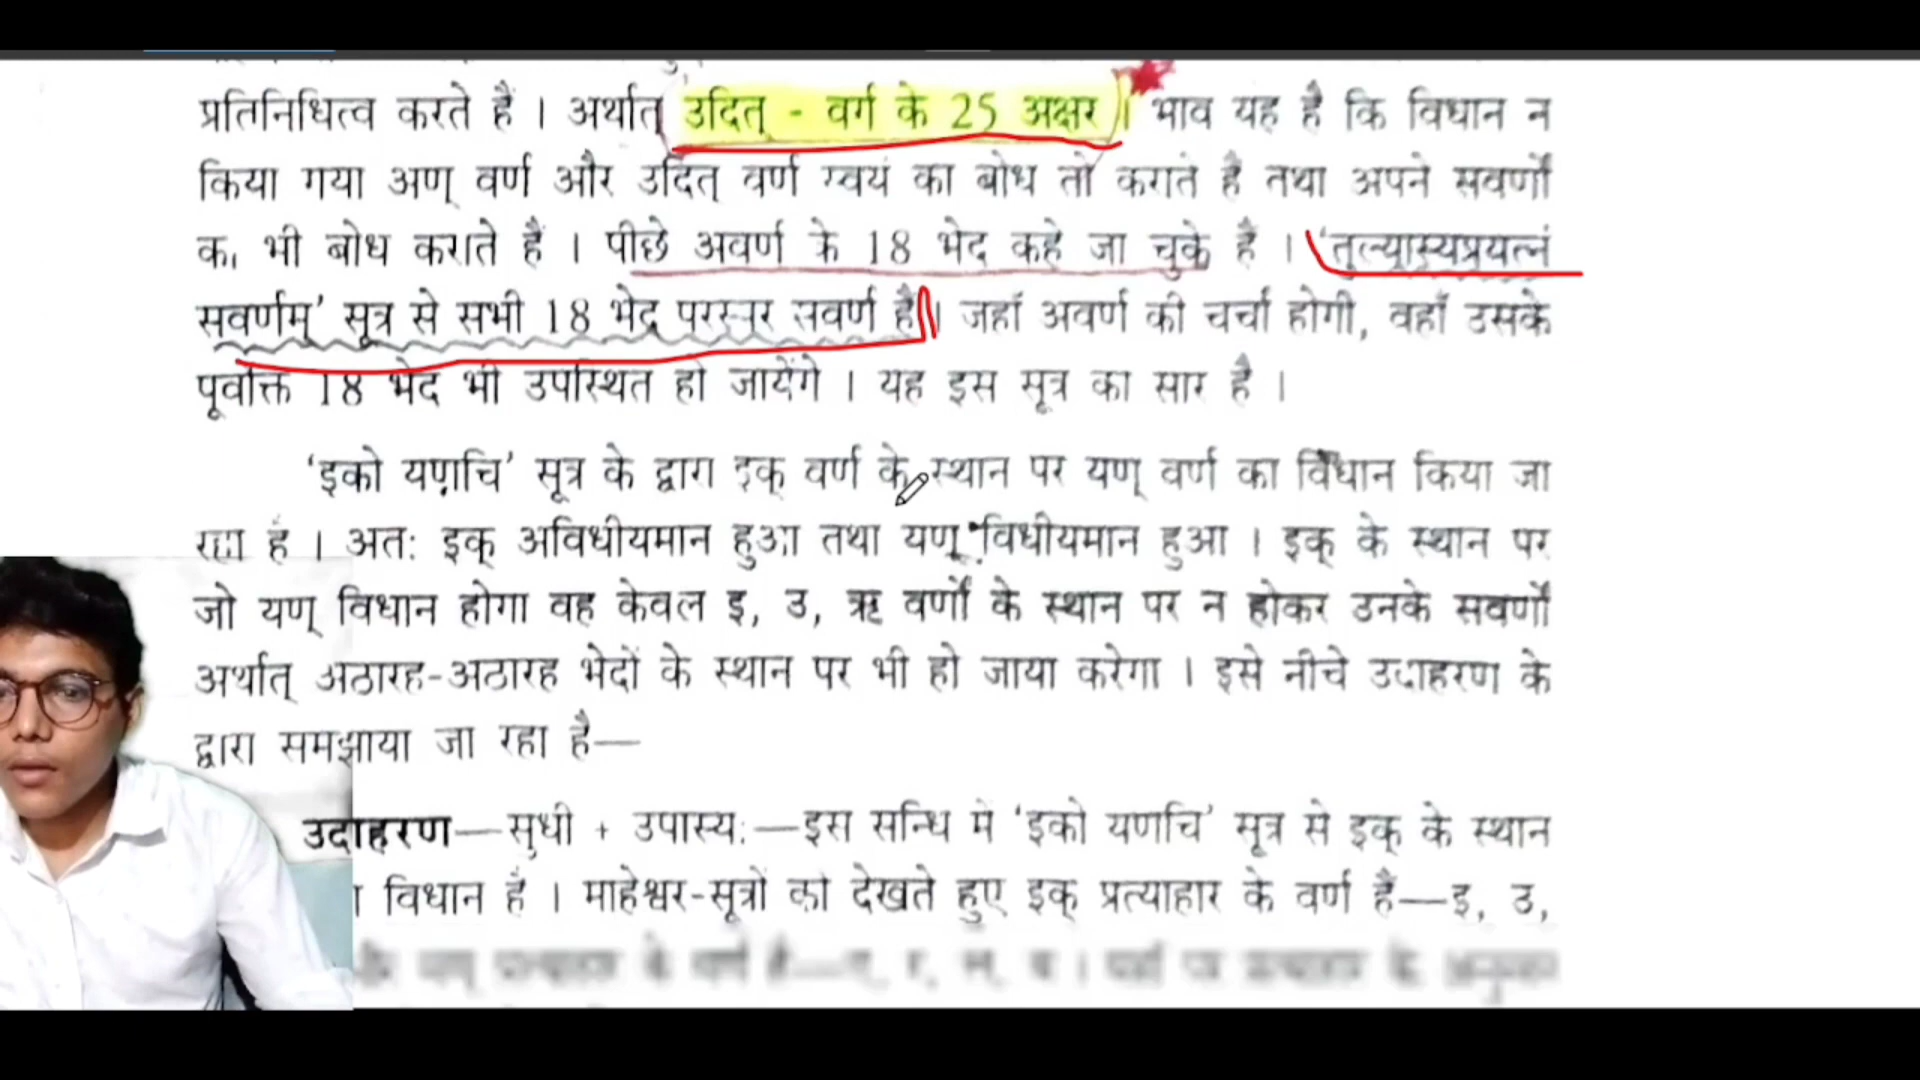 प्रतिनिधित्व करते हैं । अर्थात् उदित् - वर्ग के 25 अक्षर । भाव यह है कि विधान न
किया गया अण् वर्ण और उदित् वर्ण स्वयं का बोध तो कराते है तथा अपने सवर्णों
का भी बोध कराते हैं । पीछे अवर्ण के 18 भेद कहे जा चुके है । 'तुल्यास्यप्रयत्नं
सवर्णम्' सूत्र से सभी 18 भेद परस्पर सवर्ण है । जहाँ अवर्ण की चर्चा होगी, वहाँ उसके
पूर्वोक्त 18 भेद भी उपस्थित हो जायेंगे । यह इस सूत्र का सार है ।
'इको यणचि' सूत्र के द्वारा इक् वर्ण के स्थान पर यण् वर्ण का विधान किया जा
रहा है । अतः इक् अविधीयमान हुआ तथा यण् विधीयमान हुआ । इक् के स्थान पर
जो यण् विधान होगा वह केवल इ, उ, ऋ वर्णों के स्थान पर न होकर उनके सवर्णों
अर्थात् अठारह-अठारह भेदों के स्थान पर भी हो जाया करेगा । इसे नीचे उदाहरण के
द्वारा समझाया जा रहा है—
उदाहरण—सुधी + उपास्यः—इस सन्धि में 'इको यणचि' सूत्र से इक् के स्थान
विधान है । माहेश्वर-सूत्रों को देखते हुए इक् प्रत्याहार के वर्ण हैं—इ, उ,